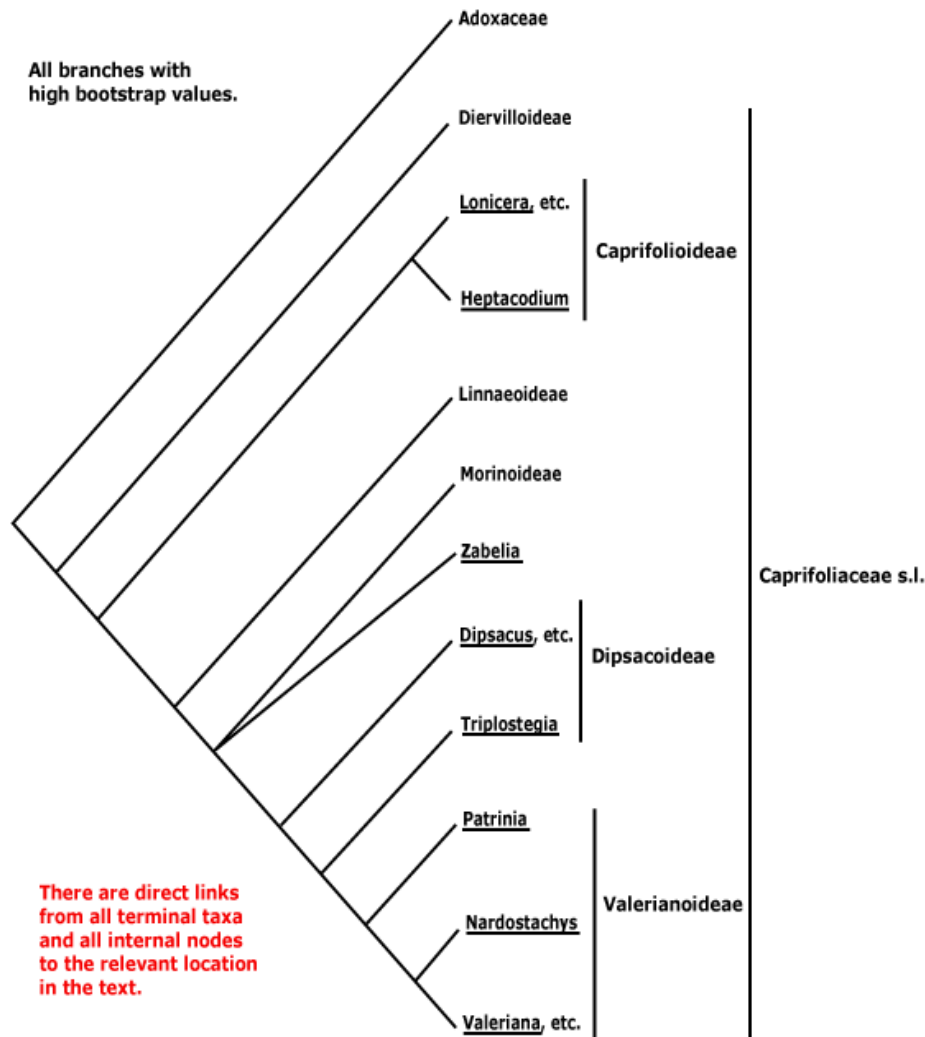 Adoxaceae
All branches with
high bootstrap values.
Diervilloideae
Lonicera, etc.
Caprifolioideae
Heptacodium
Linnaeoideae
Morinoideae
Zabelia
Caprifoliaceae s.l.
Dipsacus, etc.
Dipsacoideae
Triplostegia
Patrinia
There are direct links
from all terminal taxa
and all internal nodes
to the relevant location
in the text.
Valerianoideae
Nardostachys
Valeriana, etc.